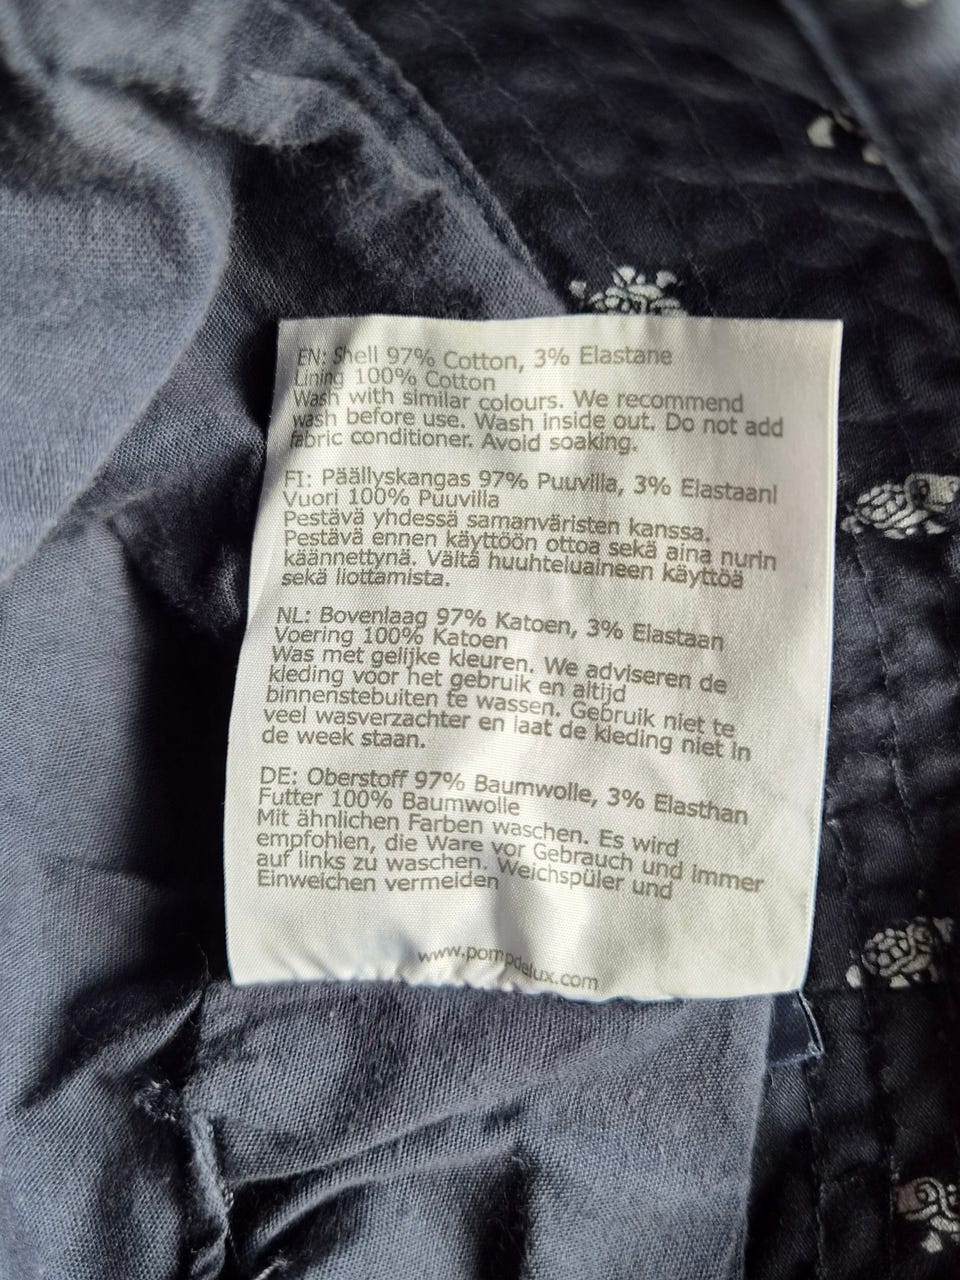 EN: Shell 97% Cotton, 3% Elastane
Lining 100% Cotton
Wash with similar colours. We recommend
wash before use. Wash inside out. Do not add
fabric conditioner. Avoid soaking.
FI: Päällyskangas 97% Puuvilla, 3% Elastaanl
Vuori 100% Puuvilla
Pestävä yhdessä samanväristen kanssa.
Pestävä ennen käyttöön ottoa sekä aina nurin
käännettynä. Vältä huuhteluaineen käyttöä
sekä liottamista.
NL: Bovenlaag 97% Katoen, 3% Elastaan
Voering 100% Katoen
Was met gelijke kleuren. We adviseren de
kleding voor het gebruik en altijd
binnenstebuiten te wassen. Gebruik niet te
veel wasverzachter en laat de kleding niet in
de week staan.
DE: Oberstoff 97% Baumwolle, 3% Elasthan
Futter 100% Baumwolle
Mit ähnlichen Farben waschen. Es wird
empfohlen, die Ware vor Gebrauch und immer
auf links zu waschen. Weichspüler und
Einweichen vermeiden
www.pompdelux.com